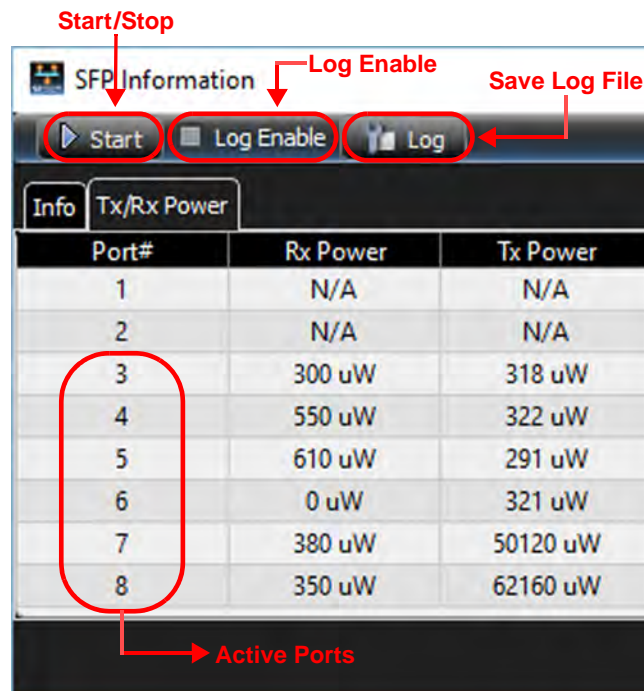 Start/Stop
SFP Information
Log Enable
Save Log File
Start
Log Enable
Log
Info
Tx/Rx Power
Port# Rx Power Tx Power
1 N/A N/A
2 N/A N/A
3 300 uW 318 uW
4 550 uW 322 uW
5 610 uW 291 uW
6 0 uW 321 uW
7 380 uW 50120 uW
8 350 uW 62160 uW
Active Ports